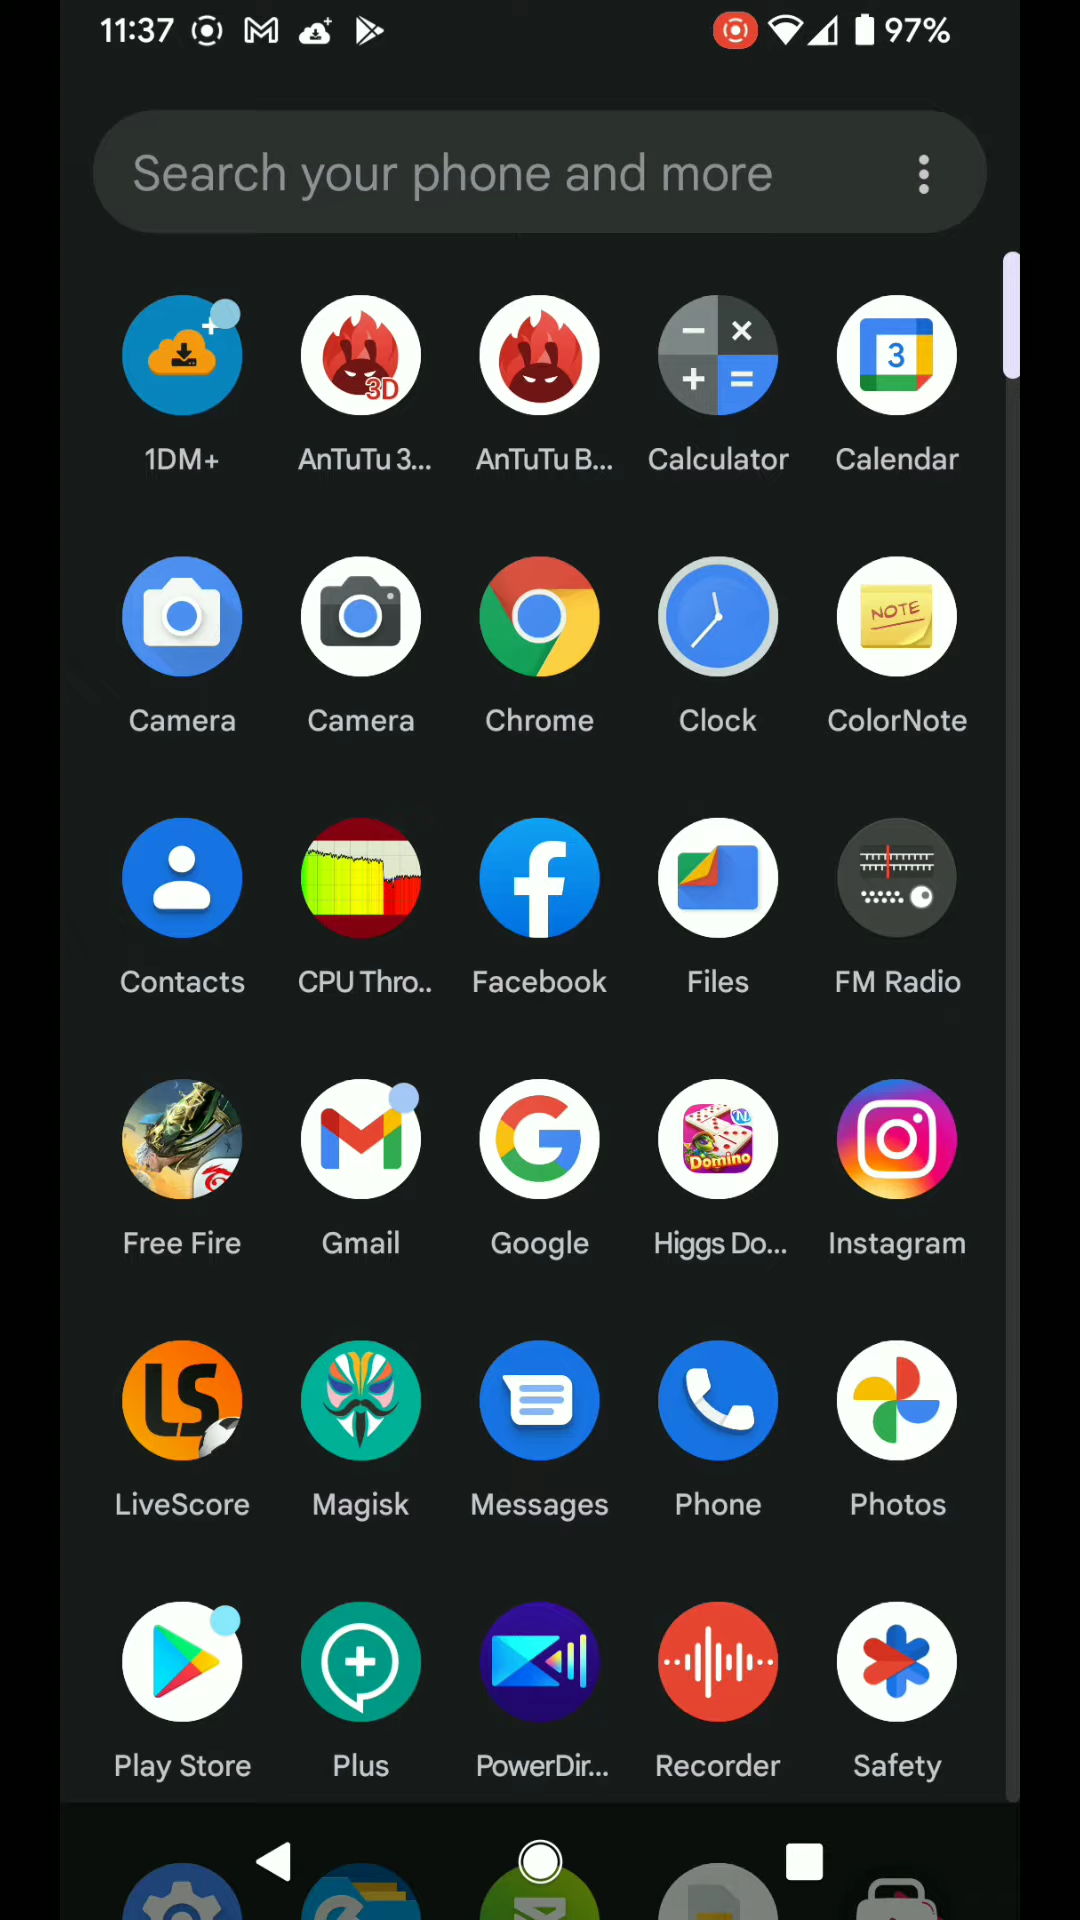 11:37 97%
Search your phone and more
3D 3
1DM+ AnTuTu 3... AnTuTu B... Calculator Calendar
NOTE
Camera Camera Chrome Clock ColorNote
Contacts CPU Thro.. Facebook Files FM Radio
Domino
Free Fire Gmail Google Higgs Do... Instagram
LS
LiveScore Magisk Messages Phone Photos
Play Store Plus PowerDir... Recorder Safety